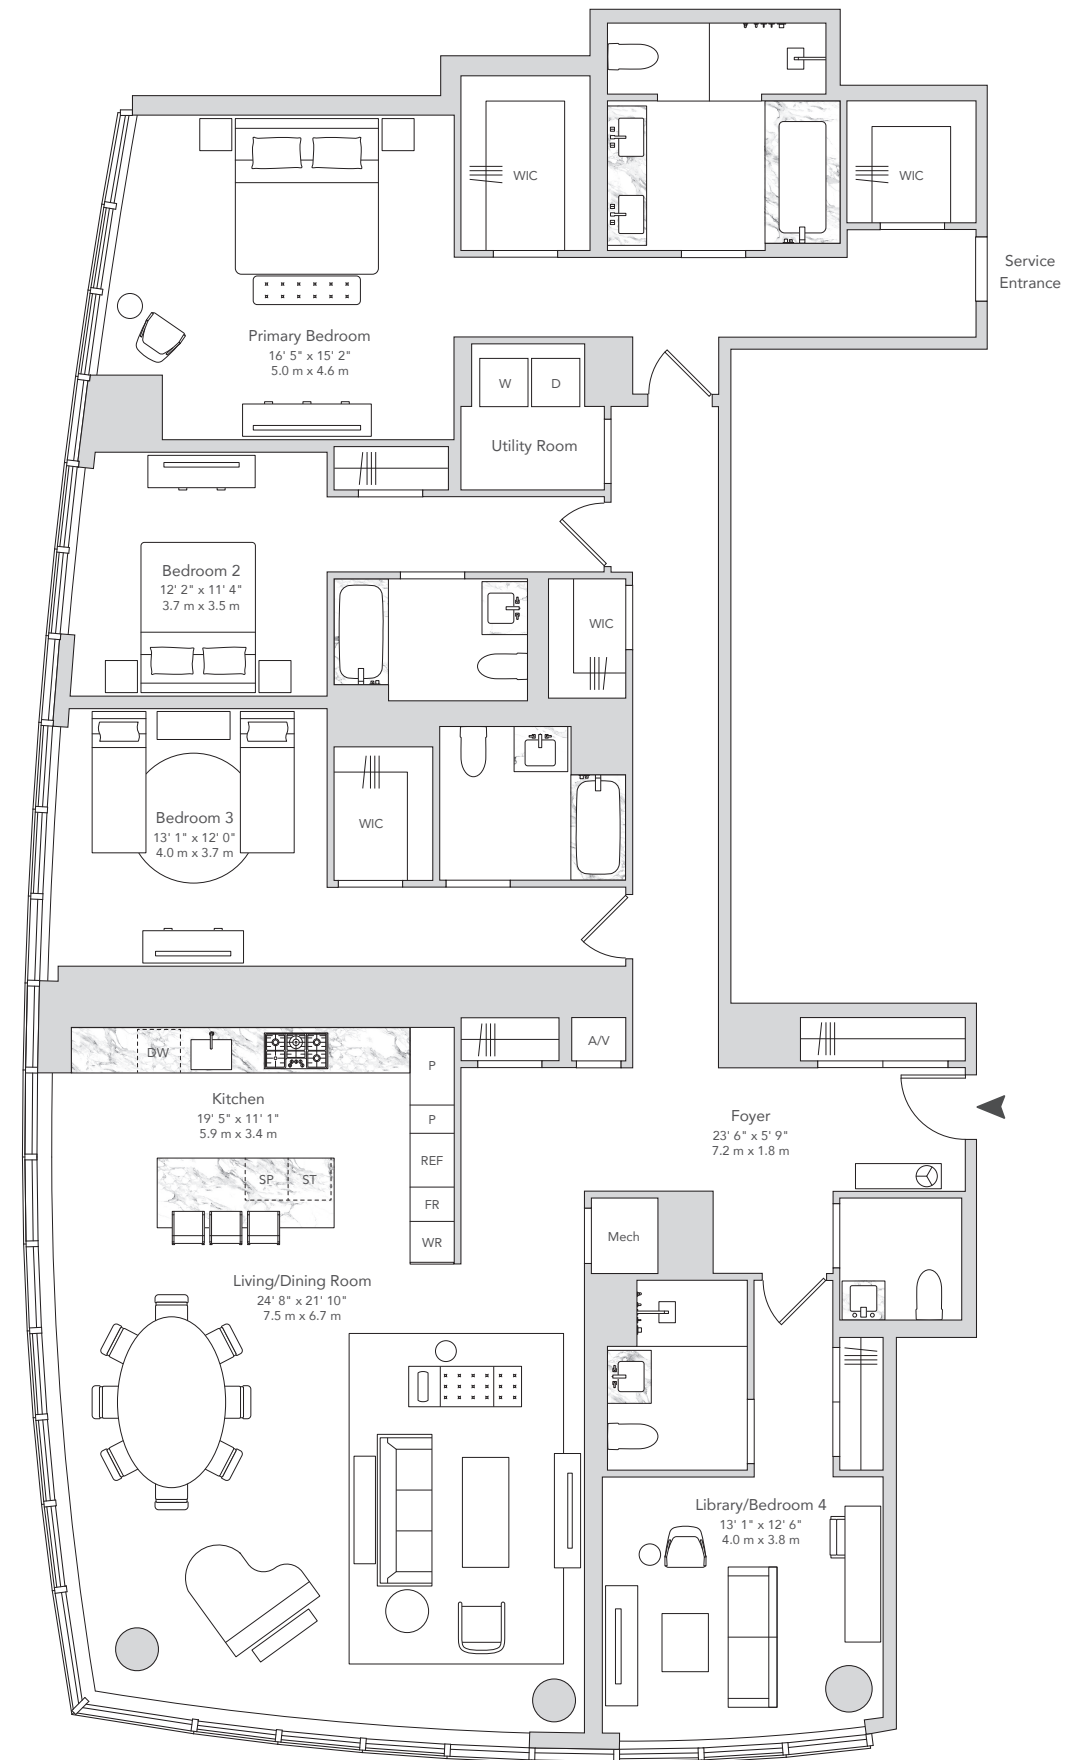 WIC
WIC
Service
Entrance
Primary Bedroom
16' 5" x 15' 2"
5.0 m x 4.6 m
W
D
Utility Room
Bedroom 2
12' 2" x 11' 4"
3.7 m x 3.5 m
WIC
Bedroom 3
13' 1" x 12' 0"
4.0 m x 3.7 m
WIC
DW
A/V
P
Kitchen
19' 5" x 11' 1"
5.9 m x 3.4 m
P
Foyer
23' 6" x 5' 9"
7.2 m x 1.8 m
REF
SP
ST
FR
WR
Mech
Living/Dining Room
24' 8" x 21' 10"
7.5 m x 6.7 m
Library/Bedroom 4
13' 1" x 12' 6"
4.0 m x 3.8 m